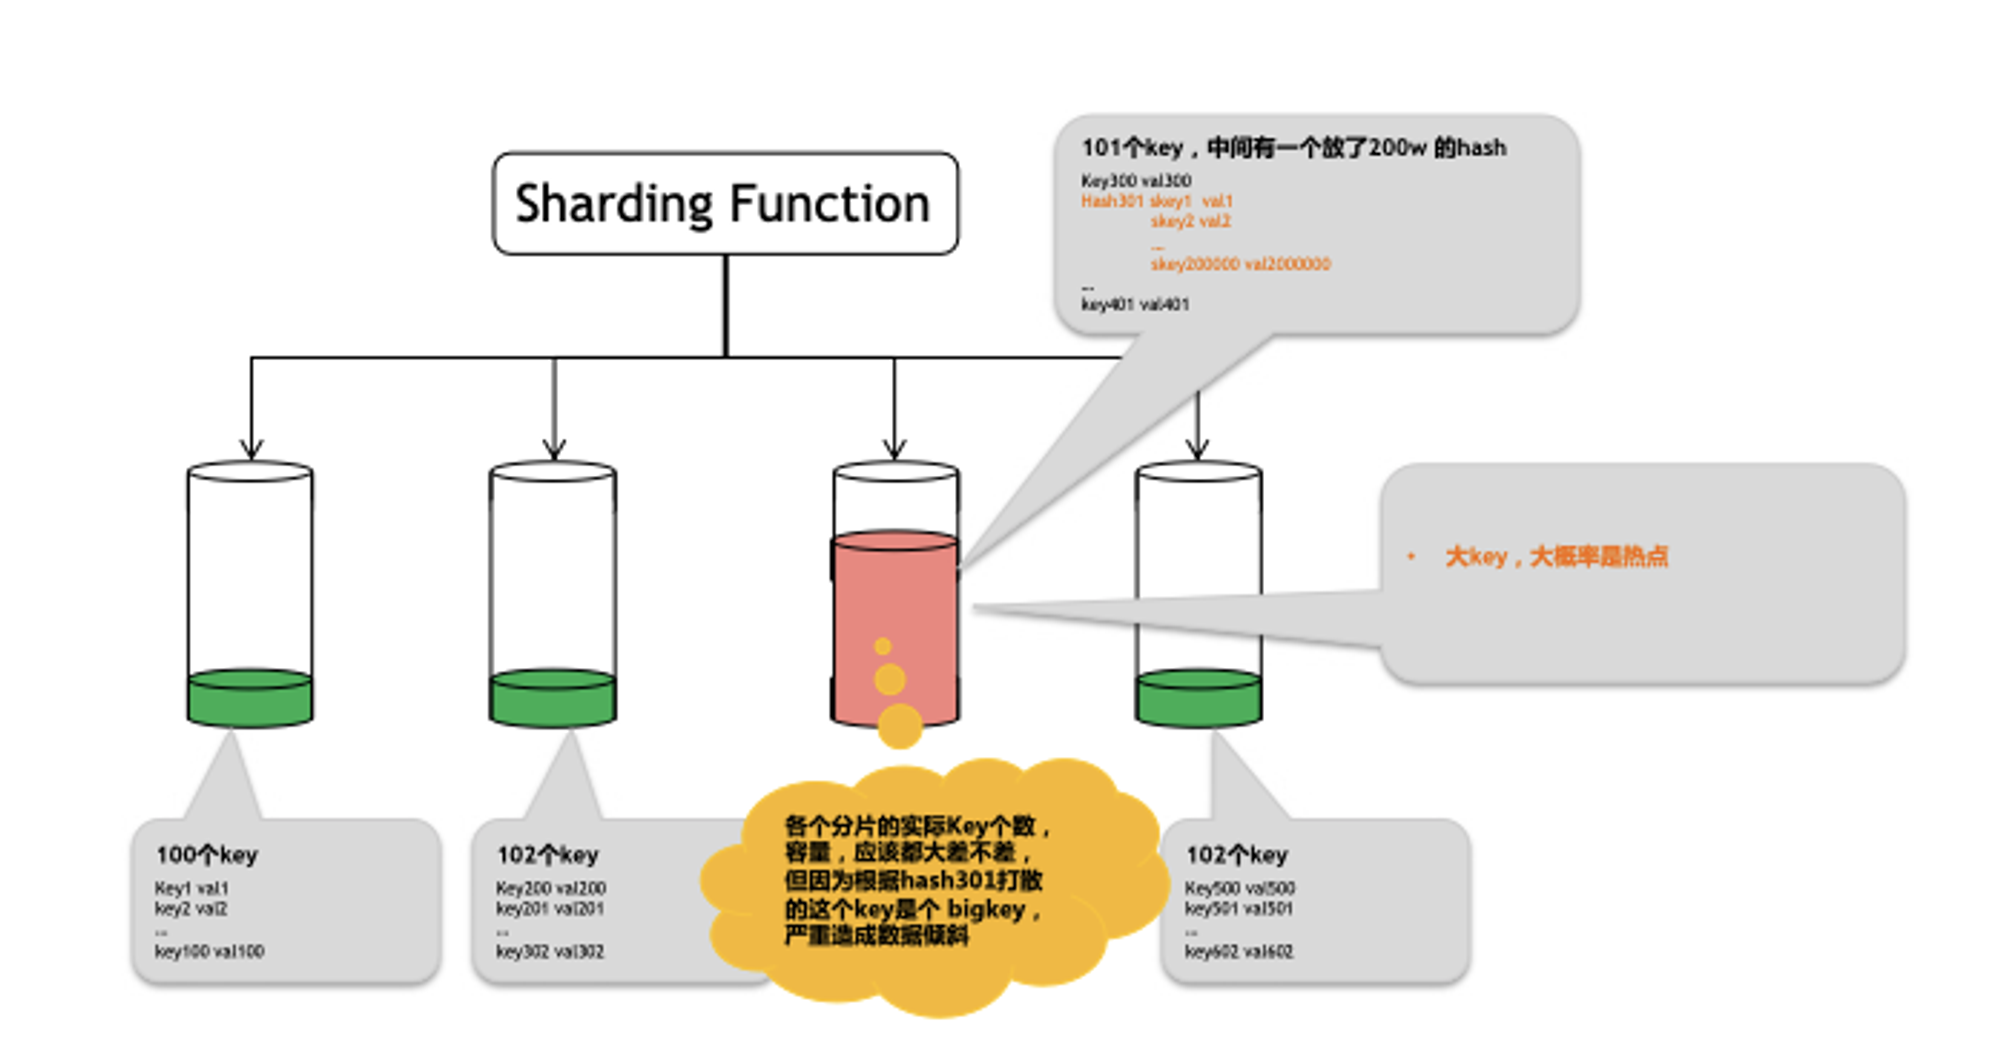 Sharding Function
101个key，中间有一个放了200w 的hash
Key300 val300
Hash301 skey1  val1
skey2 val2
...
skey200000 val2000000
...
key401 val401
• 大key，大概率是热点
100个key
Key1 val1
key2 val2
...
key100 val100
102个key
Key200 val200
key201 val201
...
key302 val302
各个分片的实际Key个数，
容量，应该都大差不差，
但因为根据hash301打散
的这个key是个 bigkey，
严重造成数据倾斜
102个key
Key500 val500
key501 val501
...
key602 val602